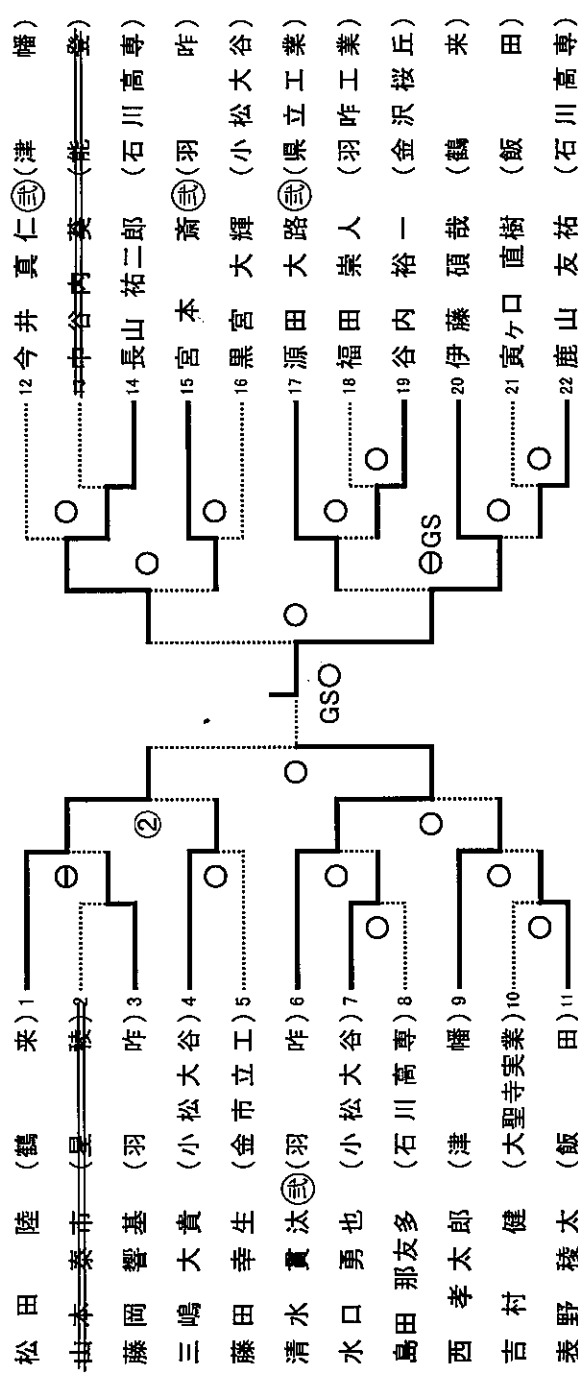 松田 陸 (鶴 来) 1
山本 泰市 (星 稜) 2
藤岡 響基 (羽 咋) 3
三嶋 大貴 (小松大谷) 4
藤田 幸生 (金市立工) 5
清水 貫汰 弐 (羽 咋) 6
水口 勇也 (小松大谷) 7
島田 那友多 (石川高専) 8
西 孝太郎 (津 幡) 9
吉村 健 (大聖寺実業) 10
表野 稜太 (飯 田) 11
②
GS
GS
12 今井 真仁 弐 (津 幡)
13 中谷内 葵 (能 登)
14 長山 祐二郎 (石川高専)
15 宮本 斎 弐 (羽 咋)
16 黒宮 大輝 (小松大谷)
17 源田 大路 弐 (県立工業)
18 福田 崇人 (羽咋工業)
19 谷内 裕一 (金沢桜丘)
20 伊藤 碩哉 (鶴 来)
21 寅ヶ口 直樹 (飯 田)
22 鹿山 友祐 (石川高専)